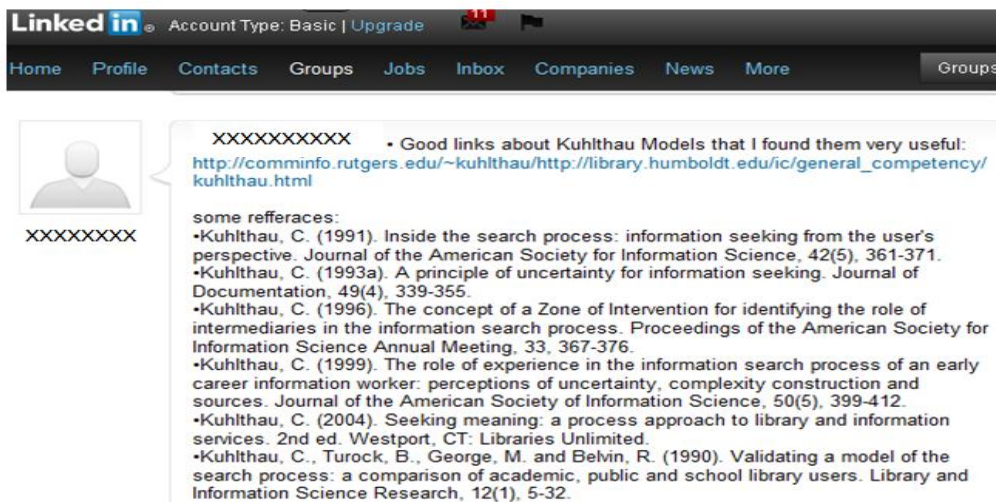 Linked in ® Account Type: Basic | Upgrade 11
Home Profile Contacts Groups Jobs Inbox Companies News More Groups
XXXXXXXXXX • Good links about Kuhlthau Models that I found them very useful:
http://comminfo.rutgers.edu/~kuhlthau/http://library.humboldt.edu/ic/general_competency/
kuhlthau.html
some refferaces:
XXXXXXXX
•Kuhlthau, C. (1991). Inside the search process: information seeking from the user's
perspective. Journal of the American Society for Information Science, 42(5), 361-371.
•Kuhlthau, C. (1993a). A principle of uncertainty for information seeking. Journal of
Documentation, 49(4), 339-355.
•Kuhlthau, C. (1996). The concept of a Zone of Intervention for identifying the role of
intermediaries in the information search process. Proceedings of the American Society for
Information Science Annual Meeting, 33, 367-376.
•Kuhlthau, C. (1999). The role of experience in the information search process of an early
career information worker: perceptions of uncertainty, complexity construction and
sources. Journal of the American Society of Information Science, 50(5), 399-412.
•Kuhlthau, C. (2004). Seeking meaning: a process approach to library and information
services. 2nd ed. Westport, CT: Libraries Unlimited.
•Kuhlthau, C., Turock, B., George, M. and Belvin, R. (1990). Validating a model of the
search process: a comparison of academic, public and school library users. Library and
Information Science Research, 12(1), 5-32.